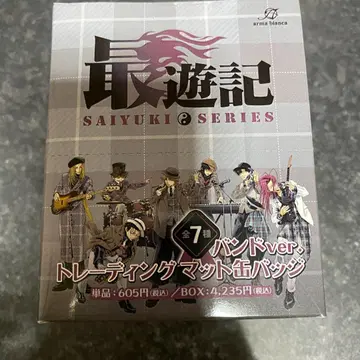 arma bianca
最遊記
SAIYUKI SERIES
全7種
バンドver.
トレーディング マット缶バッジ
単品:605円(税込)/BOX:4,235円(税込)